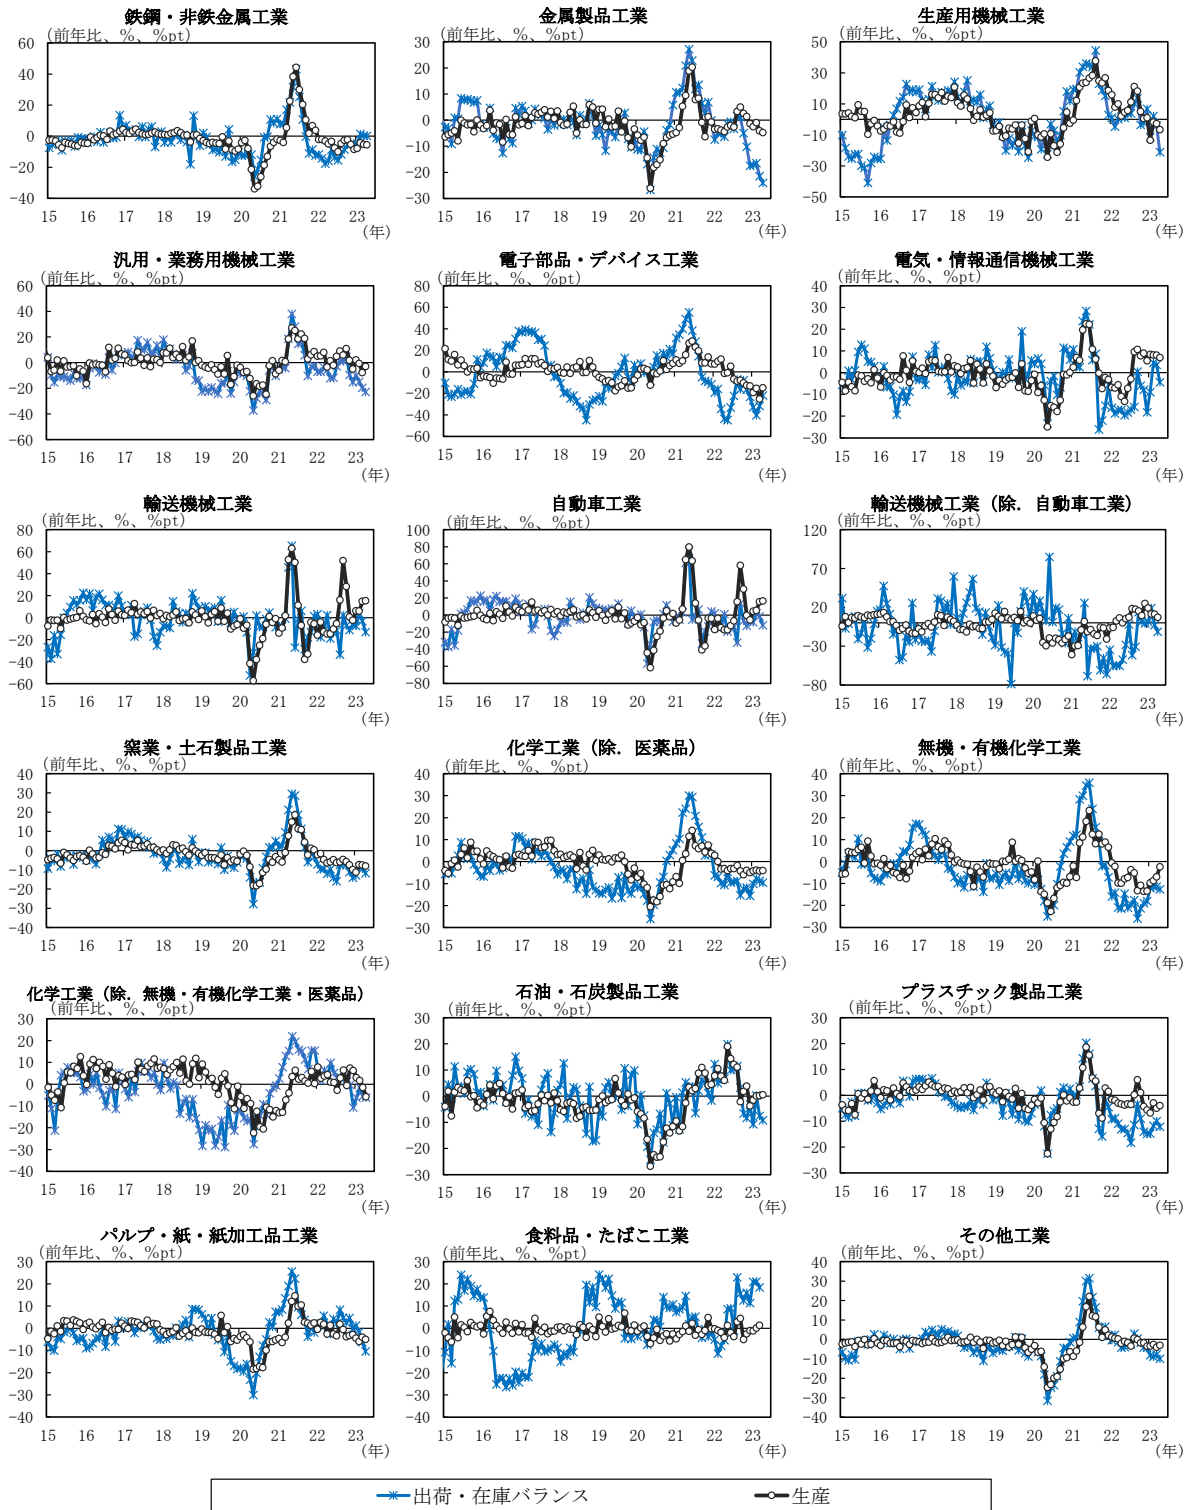 鉄鋼・非鉄金属工業
(前年比、%、%pt)
60
40
20
0
-20
-40
15 16 17 18 19 20 21 22 23
(年)
金属製品工業
(前年比、%、%pt)
30
20
10
0
-10
-20
-30
15 16 17 18 19 20 21 22 23
(年)
生産用機械工業
(前年比、%、%pt)
50
30
10
-10
-30
-50
15 16 17 18 19 20 21 22 23
(年)
汎用・業務用機械工業
(前年比、%、%pt)
60
40
20
0
-20
-40
-60
15 16 17 18 19 20 21 22 23
(年)
電子部品・デバイス工業
(前年比、%、%pt)
80
60
40
20
0
-20
-40
-60
15 16 17 18 19 20 21 22 23
(年)
電気・情報通信機械工業
(前年比、%、%pt)
40
30
20
10
0
-10
-20
-30
15 16 17 18 19 20 21 22 23
(年)
輸送機械工業
(前年比、%、%pt)
80
60
40
20
0
-20
-40
-60
15 16 17 18 19 20 21 22 23
(年)
自動車工業
(前年比、%、%pt)
100
80
60
40
20
0
-20
-40
-60
-80
15 16 17 18 19 20 21 22 23
(年)
輸送機械工業（除．自動車工業）
(前年比、%、%pt)
120
70
20
-30
-80
15 16 17 18 19 20 21 22 23
(年)
窯業・土石製品工業
(前年比、%、%pt)
40
30
20
10
0
-10
-20
-30
-40
15 16 17 18 19 20 21 22 23
(年)
化学工業（除．医薬品）
(前年比、%、%pt)
40
30
20
10
0
-10
-20
-30
15 16 17 18 19 20 21 22 23
(年)
無機・有機化学工業
(前年比、%、%pt)
40
30
20
10
0
-10
-20
-30
15 16 17 18 19 20 21 22 23
(年)
化学工業（除．無機・有機化学工業・医薬品）
(前年比、%、%pt)
30
20
10
0
-10
-20
-30
-40
15 16 17 18 19 20 21 22 23
(年)
石油・石炭製品工業
(前年比、%、%pt)
30
20
10
0
-10
-20
-30
15 16 17 18 19 20 21 22 23
(年)
プラスチック製品工業
(前年比、%、%pt)
30
20
10
0
-10
-20
-30
15 16 17 18 19 20 21 22 23
(年)
パルプ・紙・紙加工品工業
(前年比、%、%pt)
30
20
10
0
-10
-20
-30
-40
15 16 17 18 19 20 21 22 23
(年)
食料品・たばこ工業
(前年比、%、%pt)
30
20
10
0
-10
-20
-30
-40
15 16 17 18 19 20 21 22 23
(年)
その他工業
(前年比、%、%pt)
40
30
20
10
0
-10
-20
-30
-40
15 16 17 18 19 20 21 22 23
(年)
出荷・在庫バランス 生産